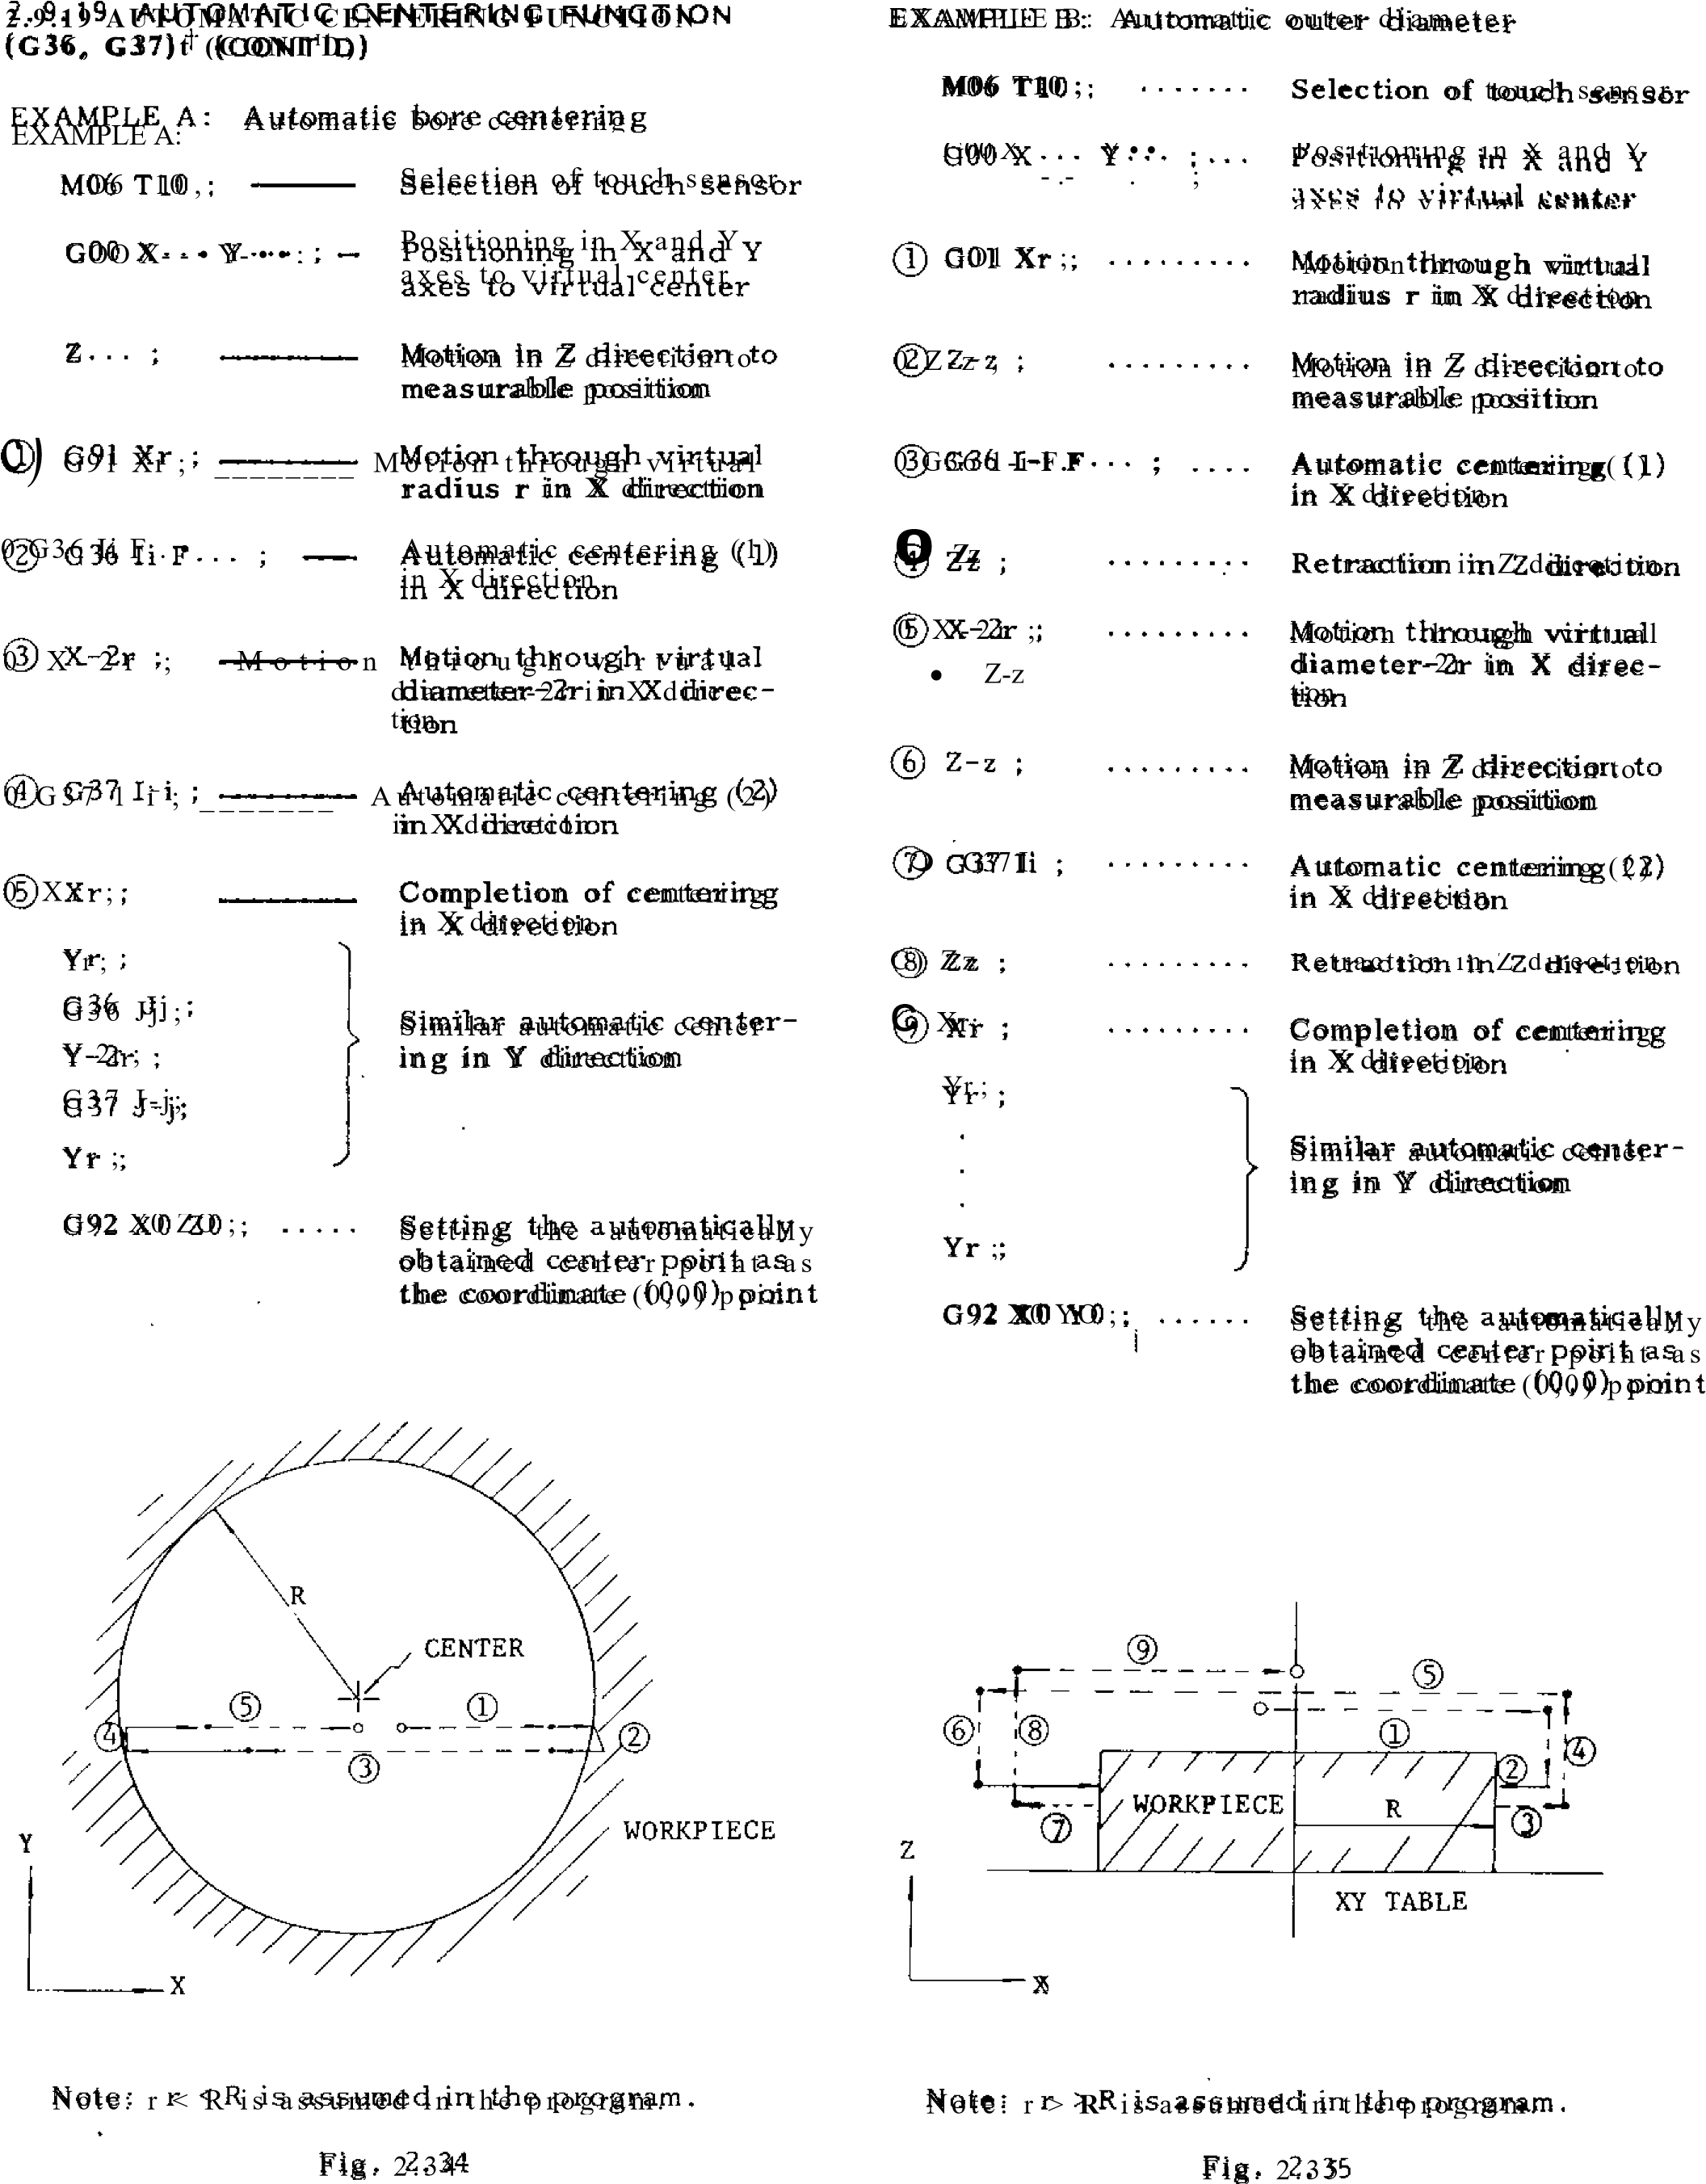 2.9.19 AUTOMATIC CENTERING FUNCTION
(G36, G37)† (CONT'D)
EXAMPLE A: Automatic bore centering
M06 T10 ; Selection of touch sensor
G00 X... Y... ; Positioning in X and Y
axes to virtual center
Z... ; Motion in Z direction to
measurable position
① G91 Xr ; Motion through virtual
radius r in X direction
② G36 Ii F... ; Automatic centering (1)
in X direction
③ X-2r ; Motion through virtual
diameter-2r in X direc-
tion
④ G37 I-i ; Automatic centering (2)
in X direction
⑤ Xr ; Completion of centering
in X direction
Yr ;
G36 Jj ;
Y-2r ;
G37 J-j;
Yr ;
Similar automatic center-
ing in Y direction
G92 X0 Z0 ; ..... Setting the automatically
obtained center point as
the coordinate (0,0) point
R
CENTER
⑤ ①
④ ②
③
WORKPIECE
Y
X
Note: r < R is assumed in the program.
Fig. 2.34
EXAMPLE B: Automatic outer diameter
M06 T10 ; ....... Selection of touch sensor
G00 X... Y... ; ... Positioning in X and Y
axes to virtual center
① G01 Xr ; ......... Motion through virtual
radius r in X direction
② Z-z ; ......... Motion in Z direction to
measurable position
③ G36 I-i F... ; .... Automatic centering (1)
in X direction
④ Zz ; ......... Retraction in Z direction
⑤ X-2r ; ......... Motion through virtual
diameter-2r in X direc-
tion
• Z-z
⑥ Z-z ; ......... Motion in Z direction to
measurable position
⑦ G37 Ii ; ......... Automatic centering (2)
in X direction
⑧ Zz ; ......... Retraction in Z direction
⑨ Xr ; ......... Completion of centering
in X direction
Yr ;
.
.
.
Yr ;
Similar automatic center-
ing in Y direction
G92 X0 Y0 ; ...... Setting the automatically
obtained center point as
the coordinate (0,0) point
⑨
⑤
⑥ ⑧ ① ④
②
WORKPIECE R
⑦ ③
Z
XY TABLE
X
Note: r > R is assumed in the program.
Fig. 2.35